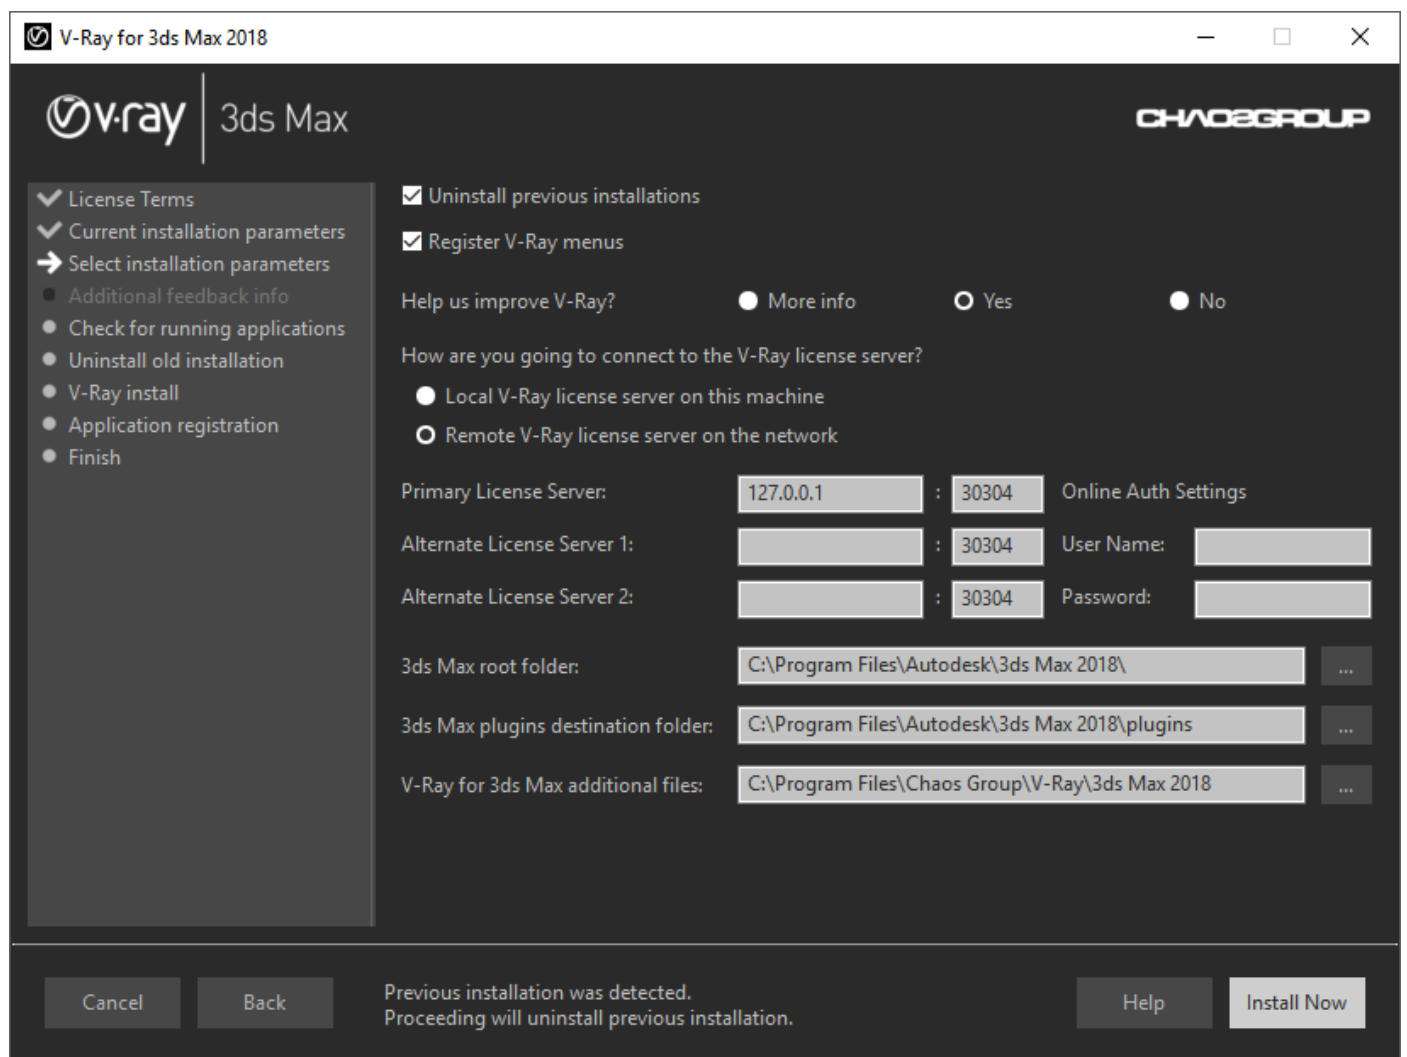 V-Ray for 3ds Max 2018
v·ray 3ds Max
CHAOSGROUP
License Terms
Current installation parameters
Select installation parameters
Additional feedback info
Check for running applications
Uninstall old installation
V-Ray install
Application registration
Finish
Uninstall previous installations
Register V-Ray menus
Help us improve V-Ray? More info Yes No
How are you going to connect to the V-Ray license server?
Local V-Ray license server on this machine
Remote V-Ray license server on the network
Primary License Server: 127.0.0.1 : 30304 Online Auth Settings
Alternate License Server 1: : 30304 User Name:
Alternate License Server 2: : 30304 Password:
3ds Max root folder: C:\Program Files\Autodesk\3ds Max 2018\ ...
3ds Max plugins destination folder: C:\Program Files\Autodesk\3ds Max 2018\plugins ...
V-Ray for 3ds Max additional files: C:\Program Files\Chaos Group\V-Ray\3ds Max 2018 ...
Cancel Back
Previous installation was detected.
Proceeding will uninstall previous installation.
Help Install Now